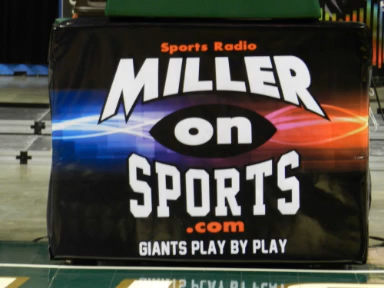 Sports Radio
MILLER
on
SPORTS
.com
GIANTS PLAY BY PLAY